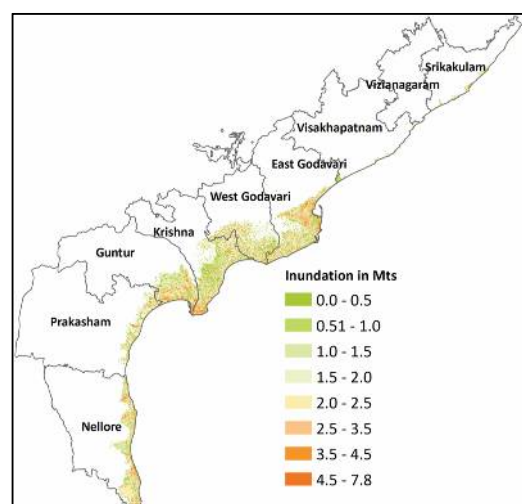 Srikakulam
Vizianagaram
Visakhapatnam
East Godavari
West Godavari
Krishna
Guntur
Prakasham
Nellore
Inundation in Mts
0.0 - 0.5
0.51 - 1.0
1.0 - 1.5
1.5 - 2.0
2.0 - 2.5
2.5 - 3.5
3.5 - 4.5
4.5 - 7.8